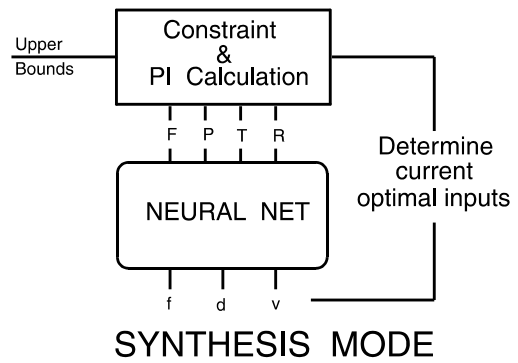 Constraint
&
PI Calculation
Upper
Bounds
F P T R
Determine
current
optimal inputs
NEURAL NET
f d v
SYNTHESIS MODE